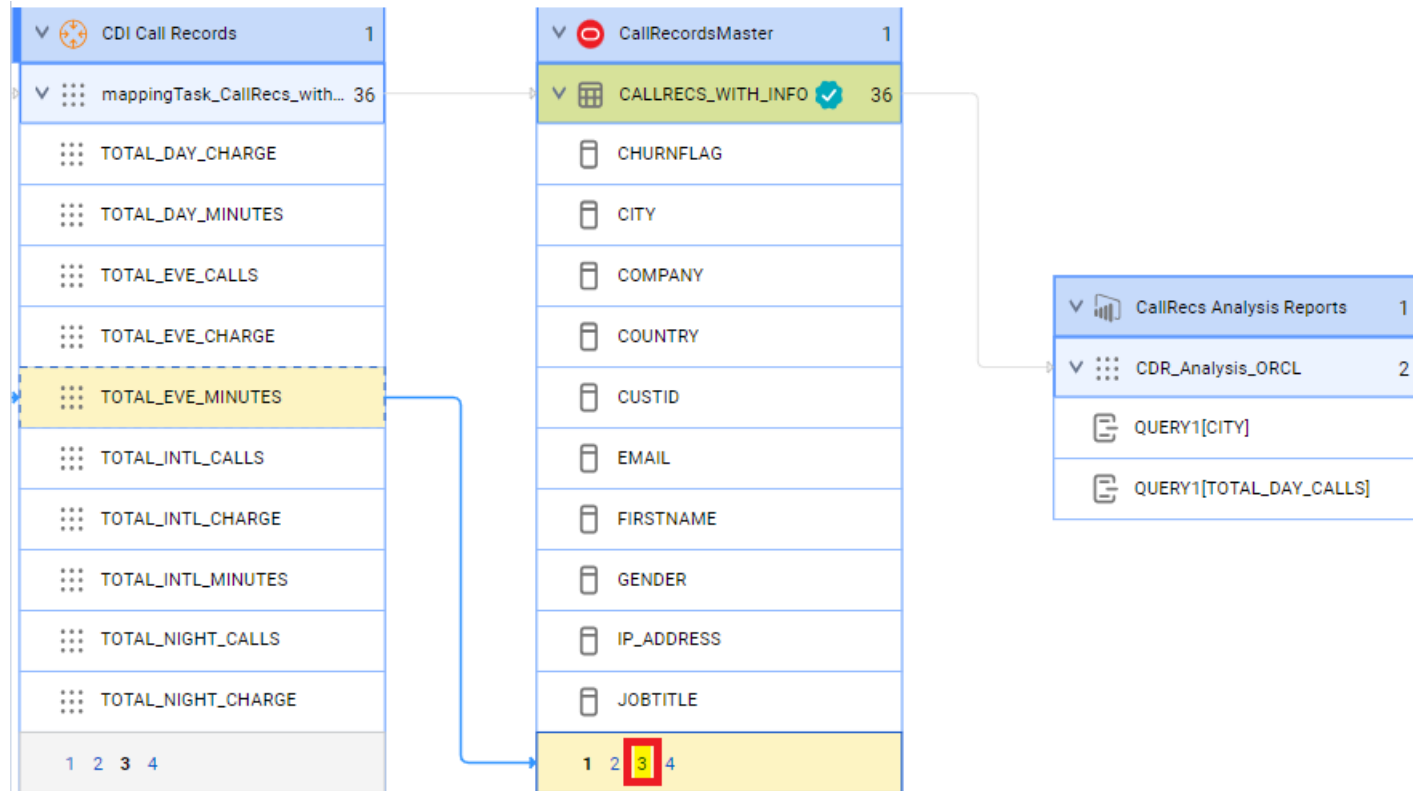 CDI Call Records 1
mappingTask_CallRecs_with... 36
TOTAL_DAY_CHARGE
TOTAL_DAY_MINUTES
TOTAL_EVE_CALLS
TOTAL_EVE_CHARGE
TOTAL_EVE_MINUTES
TOTAL_INTL_CALLS
TOTAL_INTL_CHARGE
TOTAL_INTL_MINUTES
TOTAL_NIGHT_CALLS
TOTAL_NIGHT_CHARGE
1 2 3 4
CallRecordsMaster 1
CALLRECS_WITH_INFO 36
CHURNFLAG
CITY
COMPANY
COUNTRY
CUSTID
EMAIL
FIRSTNAME
GENDER
IP_ADDRESS
JOBTITLE
1 2 3 4
CallRecs Analysis Reports 1
CDR_Analysis_ORCL 2
QUERY1[CITY]
QUERY1[TOTAL_DAY_CALLS]